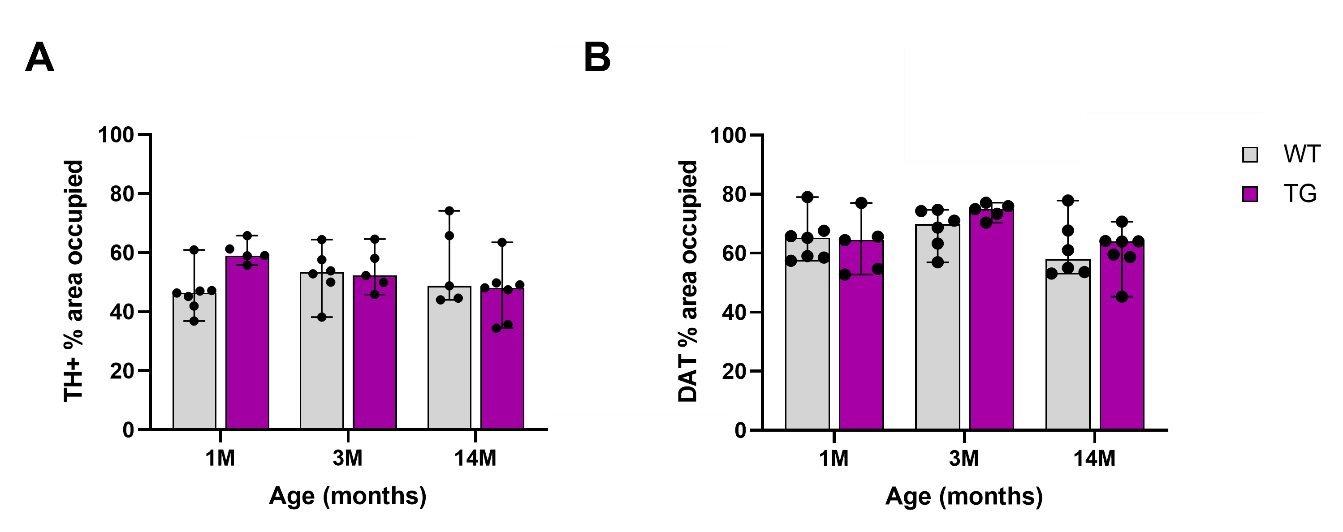 A
TH+ % area occupied
100
80
60
40
20
0
1M 3M 14M
Age (months)
B
DAT % area occupied
100
80
60
40
20
0
1M 3M 14M
Age (months)
WT
TG